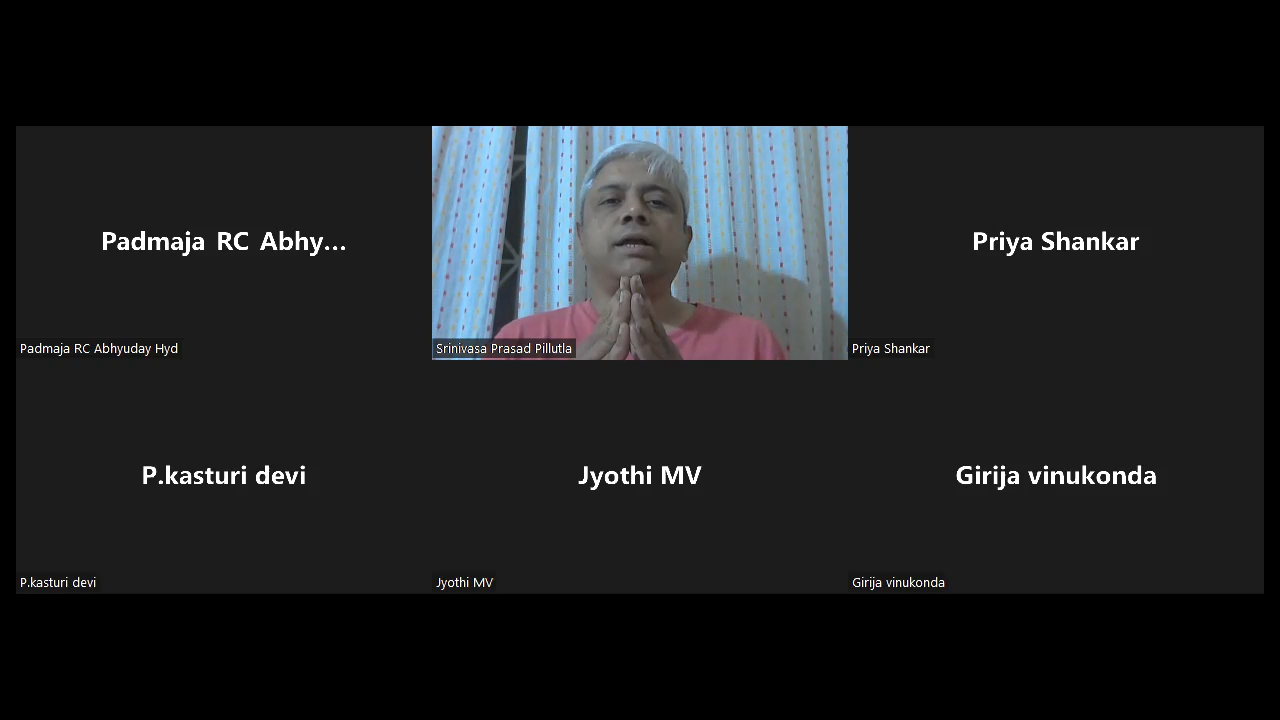 Padmaja RC Abhy...
Padmaja RC Abhyuday Hyd
Srinivasa Prasad Pillutla
Priya Shankar
Priya Shankar
P.kasturi devi
P.kasturi devi
Jyothi MV
Jyothi MV
Girija vinukonda
Girija vinukonda